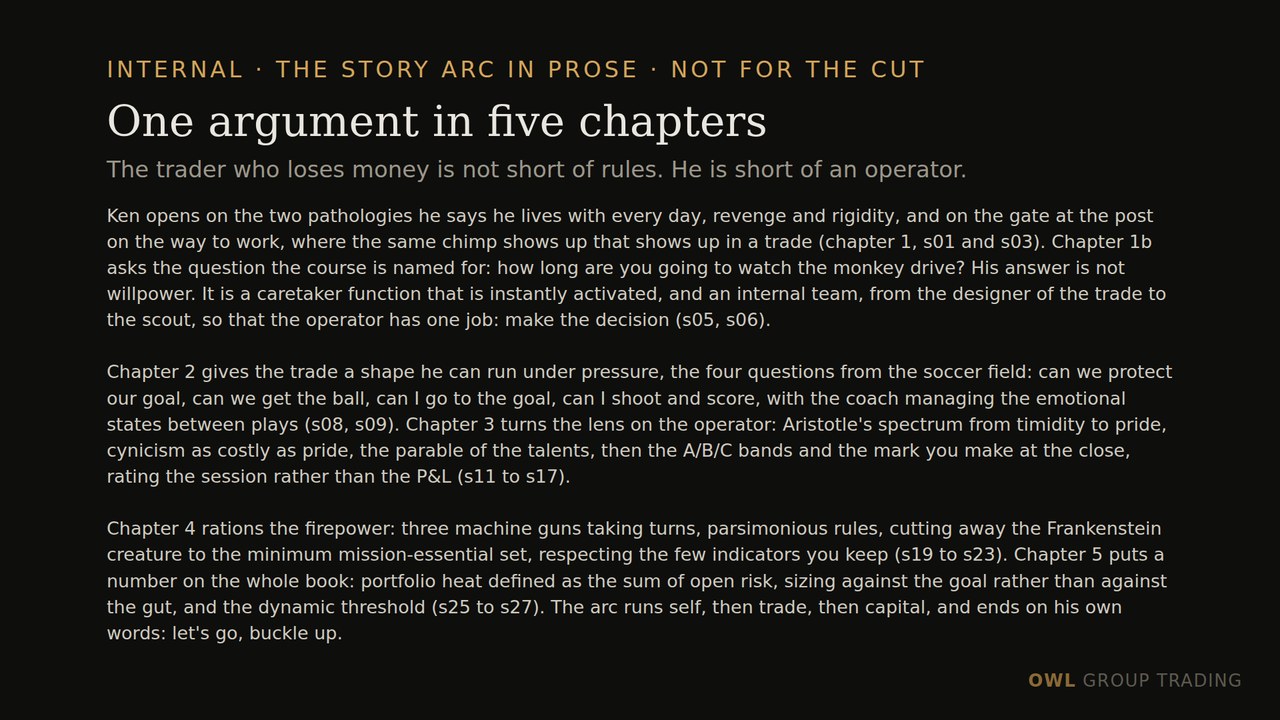 INTERNAL · THE STORY ARC IN PROSE · NOT FOR THE CUT
One argument in five chapters
The trader who loses money is not short of rules. He is short of an operator.
Ken opens on the two pathologies he says he lives with every day, revenge and rigidity, and on the gate at the post
on the way to work, where the same chimp shows up that shows up in a trade (chapter 1, s01 and s03). Chapter 1b
asks the question the course is named for: how long are you going to watch the monkey drive? His answer is not
willpower. It is a caretaker function that is instantly activated, and an internal team, from the designer of the trade to
the scout, so that the operator has one job: make the decision (s05, s06).
Chapter 2 gives the trade a shape he can run under pressure, the four questions from the soccer field: can we protect
our goal, can we get the ball, can I go to the goal, can I shoot and score, with the coach managing the emotional
states between plays (s08, s09). Chapter 3 turns the lens on the operator: Aristotle's spectrum from timidity to pride,
cynicism as costly as pride, the parable of the talents, then the A/B/C bands and the mark you make at the close,
rating the session rather than the P&L (s11 to s17).
Chapter 4 rations the firepower: three machine guns taking turns, parsimonious rules, cutting away the Frankenstein
creature to the minimum mission-essential set, respecting the few indicators you keep (s19 to s23). Chapter 5 puts a
number on the whole book: portfolio heat defined as the sum of open risk, sizing against the goal rather than against
the gut, and the dynamic threshold (s25 to s27). The arc runs self, then trade, then capital, and ends on his own
words: let's go, buckle up.
OWL GROUP TRADING